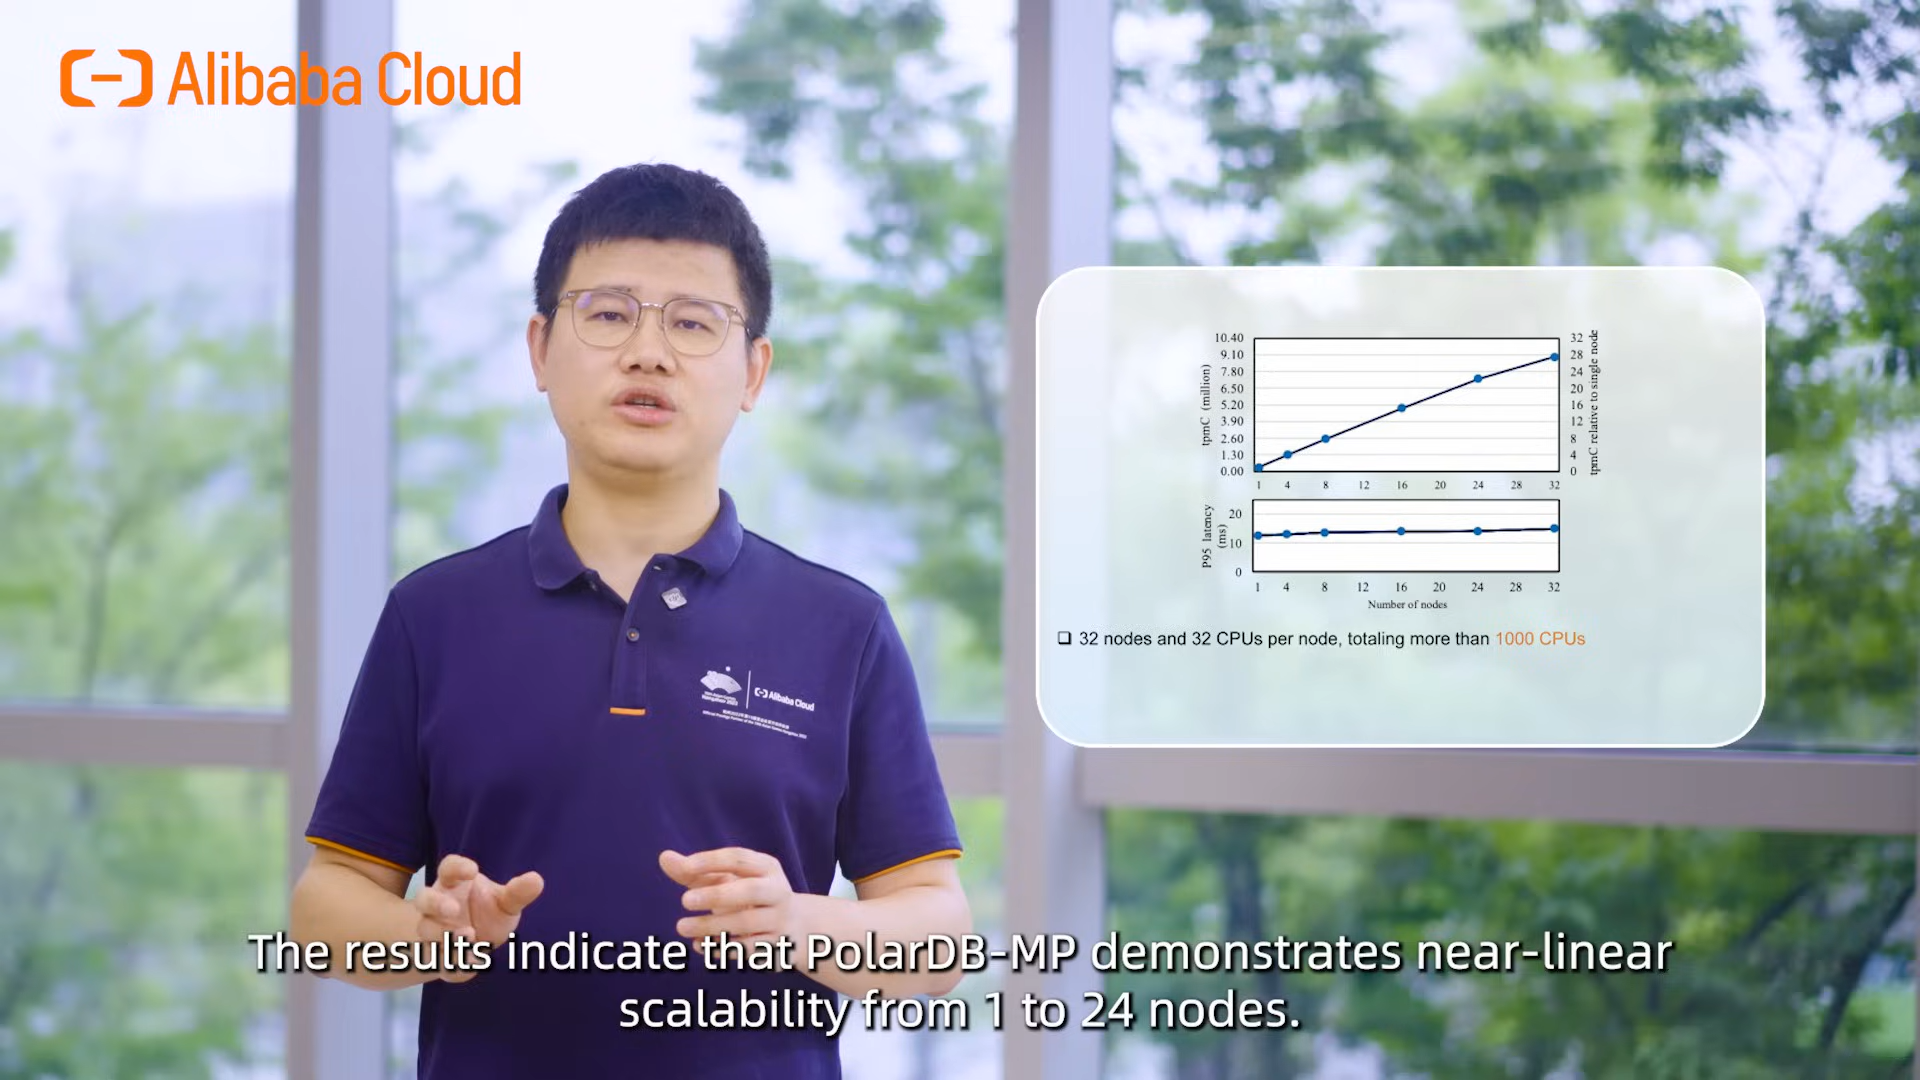 Alibaba Cloud
10.40
9.10
7.80
6.50
5.20
3.90
2.60
1.30
0.00
tpmC (million)
32
28
24
20
16
12
8
4
0
tpmC relative to single node
1 4 8 12 16 20 24 28 32
20
10
0
P95 latency
(ms)
1 4 8 12 16 20 24 28 32
Number of nodes
32 nodes and 32 CPUs per node, totaling more than 1000 CPUs
Alibaba Cloud
The results indicate that PolarDB-MP demonstrates near-linear
scalability from 1 to 24 nodes.